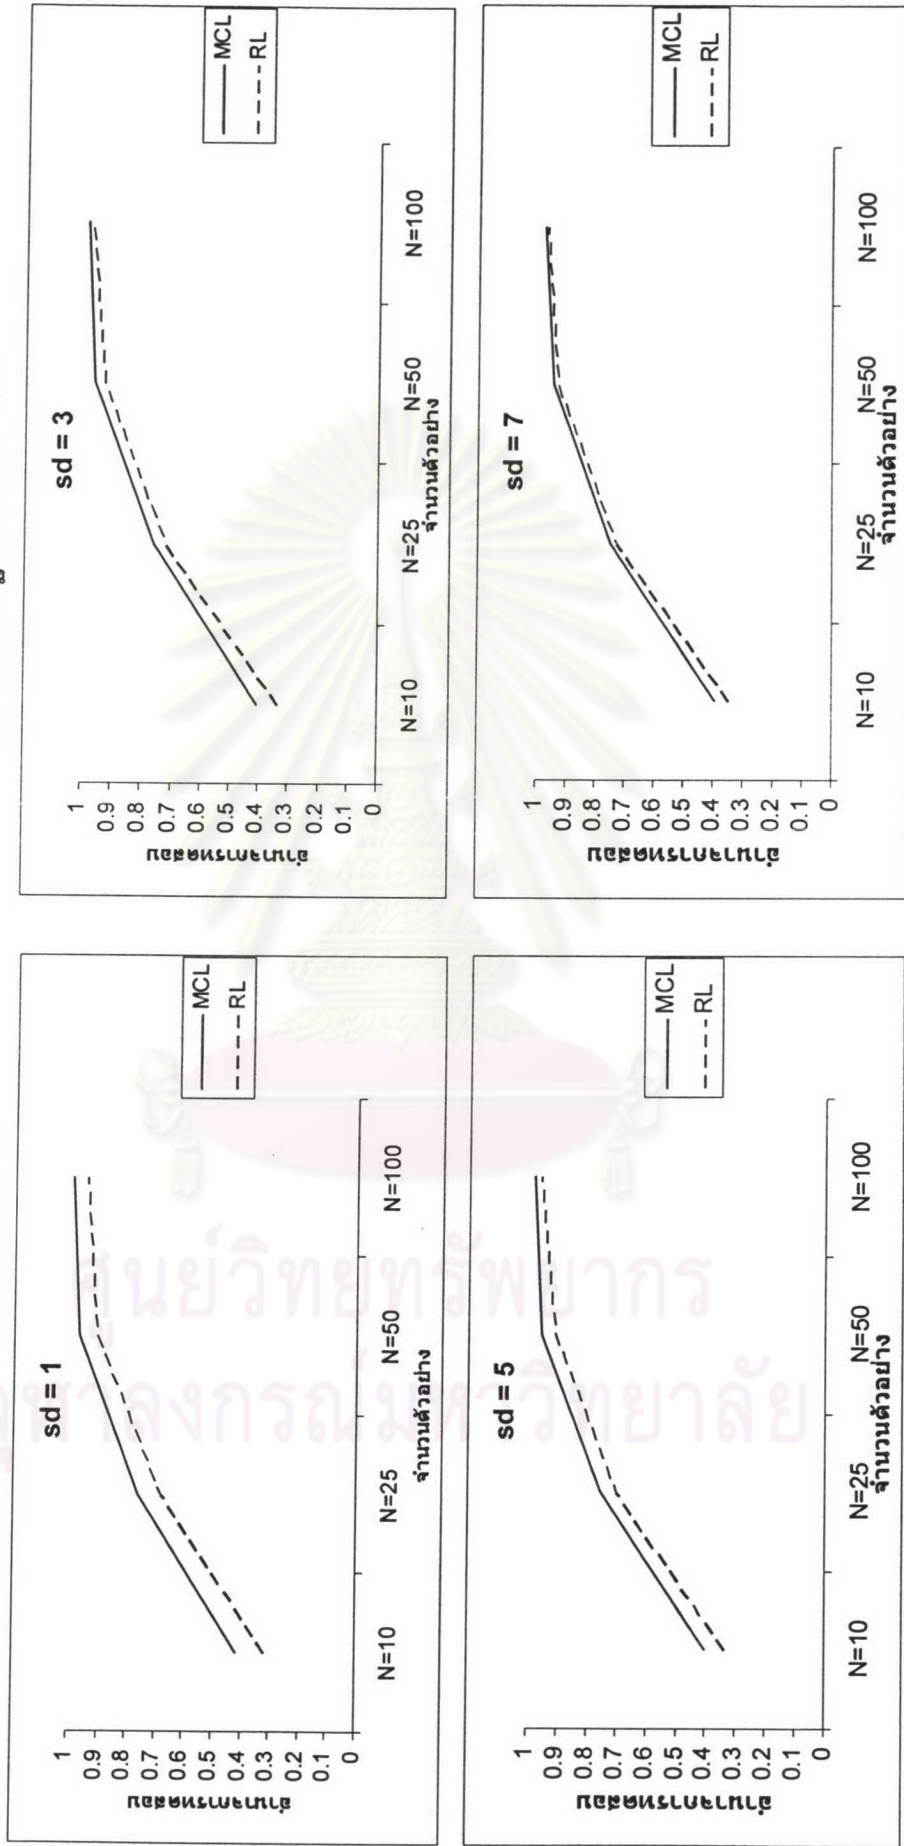 sd = 1
อำนาจการทดสอบ
1
0.9
0.8
0.7
0.6
0.5
0.4
0.3
0.2
0.1
0
N=10
N=25
N=50
N=100
จำนวนตัวอย่าง
MCL
RL
sd = 3
อำนาจการทดสอบ
1
0.9
0.8
0.7
0.6
0.5
0.4
0.3
0.2
0.1
0
N=10
N=25
N=50
N=100
จำนวนตัวอย่าง
MCL
RL
sd = 5
อำนาจการทดสอบ
1
0.9
0.8
0.7
0.6
0.5
0.4
0.3
0.2
0.1
0
N=10
N=25
N=50
N=100
จำนวนตัวอย่าง
MCL
RL
sd = 7
อำนาจการทดสอบ
1
0.9
0.8
0.7
0.6
0.5
0.4
0.3
0.2
0.1
0
N=10
N=25
N=50
N=100
จำนวนตัวอย่าง
MCL
RL
ศูนย์วิทยทรัพยากร
จุฬาลงกรณ์มหาวิทยาลัย